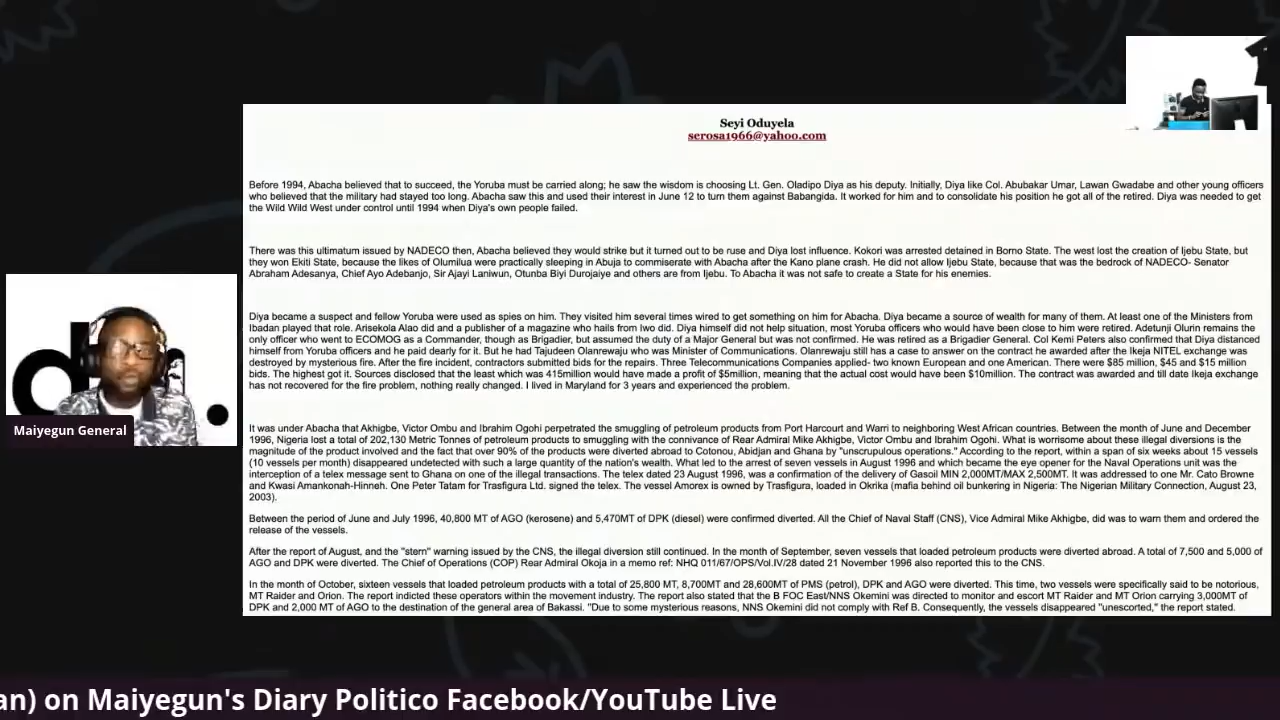 Seyi Oduyela
serosa1966@yahoo.com
Before 1994, Abacha believed that to succeed, the Yoruba must be carried along; he saw the wisdom is choosing Lt. Gen. Oladipo Diya as his deputy. Initially, Diya like Col. Abubakar Umar, Lawan Gwadabe and other young officers
who believed that the military had stayed too long. Abacha saw this and used their interest in June 12 to turn them against Babangida. It worked for him and to consolidate his position he got all of the retired. Diya was needed to get
the Wild Wild West under control until 1994 when Diya's own people failed.
There was this ultimatum issued by NADECO then, Abacha believed they would strike but it turned out to be ruse and Diya lost influence. Kokori was arrested detained in Borno State. The west lost the creation of Ijebu State, but
they won Ekiti State, because the likes of Olumilua were practically sleeping in Abuja to commiserate with Abacha after the Kano plane crash. He did not allow Ijebu State, because that was the bedrock of NADECO- Senator
Abraham Adesanya, Chief Ayo Adebanjo, Sir Ajayi Laniwun, Otunba Biyi Durojaiye and others are from Ijebu. To Abacha it was not safe to create a State for his enemies.
Diya became a suspect and fellow Yoruba were used as spies on him. They visited him several times wired to get something on him for Abacha. Diya became a source of wealth for many of them. At least one of the Ministers from
Ibadan played that role. Arisekola Alao did and a publisher of a magazine who hails from Iwo did. Diya himself did not help situation, most Yoruba officers who would have been close to him were retired. Adetunji Olurin remains the
only officer who went to ECOMOG as a Commander, though as Brigadier, but assumed the duty of a Major General but was not confirmed. He was retired as a Brigadier General. Col Kemi Peters also confirmed that Diya distanced
himself from Yoruba officers and he paid dearly for it. But he had Tajudeen Olanrewaju who was Minister of Communications. Olanrewaju still has a case to answer on the contract he awarded after the Ikeja NITEL exchange was
destroyed by mysterious fire. After the fire incident, contractors submitted bids for the repairs. Three Telecommunications Companies applied- two known European and one American. There were $85 million, $45 and $15 million
bids. The highest got it. Sources disclosed that the least which was 415million would have made a profit of $5million, meaning that the actual cost would have been $10million. The contract was awarded and till date Ikeja exchange
has not recovered for the fire problem, nothing really changed. I lived in Maryland for 3 years and experienced the problem.
It was under Abacha that Akhigbe, Victor Ombu and Ibrahim Ogohi perpetrated the smuggling of petroleum products from Port Harcourt and Warri to neighboring West African countries. Between the month of June and December
1996, Nigeria lost a total of 202,130 Metric Tonnes of petroleum products to smuggling with the connivance of Rear Admiral Mike Akhigbe, Victor Ombu and Ibrahim Ogohi. What is worrisome about these illegal diversions is the
magnitude of the product involved and the fact that over 90% of the products were diverted abroad to Cotonou, Abidjan and Ghana by "unscrupulous operations." According to the report, within a span of six weeks about 15 vessels
(10 vessels per month) disappeared undetected with such a large quantity of the nation's wealth. What led to the arrest of seven vessels in August 1996 and which became the eye opener for the Naval Operations unit was the
interception of a telex message sent to Ghana on one of the illegal transactions. The telex dated 23 August 1996, was a confirmation of the delivery of Gasoil MIN 2,000MT/MAX 2,500MT. It was addressed to one Mr. Cato Browne
and Kwasi Amankonah-Hinneh. One Peter Tatam for Trasfigura Ltd. signed the telex. The vessel Amorex is owned by Trasfigura, loaded in Okrika (mafia behind oil bunkering in Nigeria: The Nigerian Military Connection, August 23,
2003).
Between the period of June and July 1996, 40,800 MT of AGO (kerosene) and 5,470MT of DPK (diesel) were confirmed diverted. All the Chief of Naval Staff (CNS), Vice Admiral Mike Akhigbe, did was to warn them and ordered the
release of the vessels.
After the report of August, and the "stern" warning issued by the CNS, the illegal diversion still continued. In the month of September, seven vessels that loaded petroleum products were diverted abroad. A total of 7,500 and 5,000 of
AGO and DPK were diverted. The Chief of Operations (COP) Rear Admiral Okoja in a memo ref: NHQ 011/67/OPS/Vol.IV/28 dated 21 November 1996 also reported this to the CNS.
In the month of October, sixteen vessels that loaded petroleum products with a total of 25,800 MT, 8,700MT and 28,600MT of PMS (petrol), DPK and AGO were diverted. This time, two vessels were specifically said to be notorious,
MT Raider and Orion. The report indicted these operators within the movement industry. The report also stated that the B FOC East/NNS Okemini was directed to monitor and escort MT Raider and MT Orion carrying 3,000MT of
DPK and 2,000 MT of AGO to the destination of the general area of Bakassi. "Due to some mysterious reasons, NNS Okemini did not comply with Ref B. Consequently, the vessels disappeared "unescorted," the report stated.
Maiyegun General
an) on Maiyegun's Diary Politico Facebook/YouTube Live